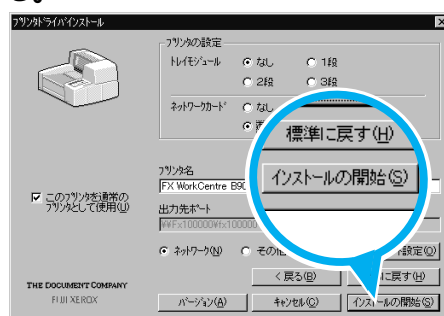 プリンタドライバインストール
プリンタの設定
トレイモジュール なし 1段
2段 3段
ネットワークカード なし
標準に戻す(H)
インストールの開始(S)
プリンタ名
FX WorkCentre B90
このプリンタを通常の
プリンタとして使用(U)
出力先ポート
¥¥Fx100000¥fx100000
ネットワーク(N) その他 設定(O)
< 戻る(B) に戻す(H)
THE DOCUMENT COMPANY
FUJI XEROX
バージョン(A) キャンセル(C) インストールの開始(S)